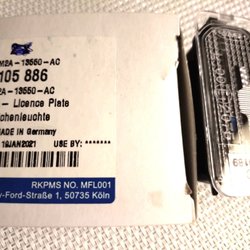 M2A-13550-AC
105 886
2A-13550-AC
- Licence Plate
chenleuchte
MADE IN Germany
19JAN2021 USE BY: *******
RKPMS NO. MFL001
y-Ford-Straße 1, 50735 Köln